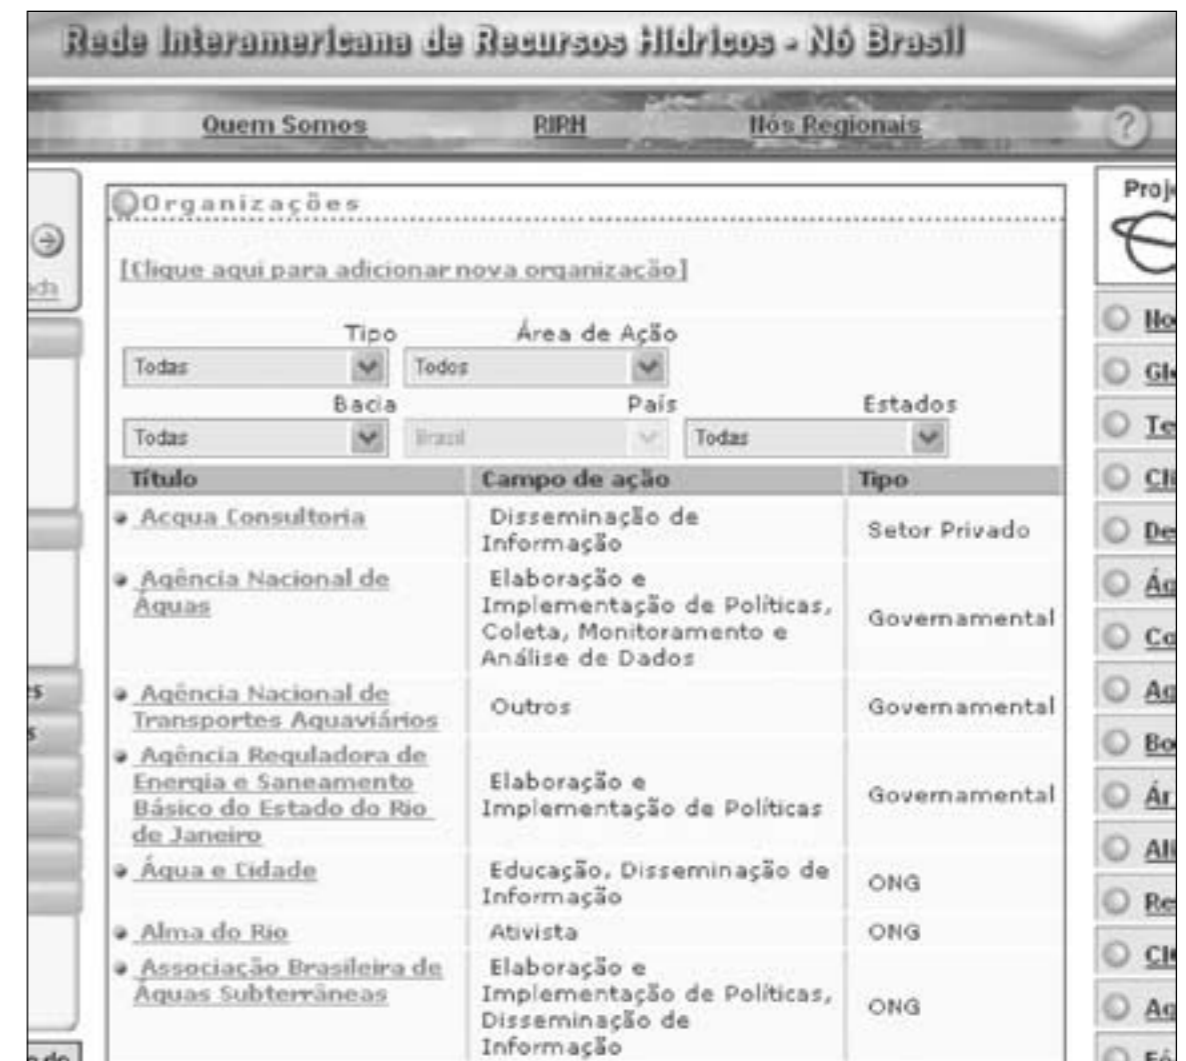 Rede Interamericana de Recursos Hídricos - Nó Brasil
Quem Somos RIRH Nós Regionais ?
Organizações
[Clique aqui para adicionar nova organização]
Tipo Área de Ação
Todas Todos
Bacia País Estados
Todas Brasil Todas
Título Campo de ação Tipo
Acqua Consultoria
Disseminação de
Informação
Setor Privado
Agência Nacional de
Águas
Elaboração e
Implementação de Políticas,
Coleta, Monitoramento e
Análise de Dados
Governamental
Agência Nacional de
Transportes Aquaviários
Outros
Governamental
Agência Reguladora de
Energia e Saneamento
Básico do Estado do Rio
de Janeiro
Elaboração e
Implementação de Políticas
Governamental
Água e Cidade
Educação, Disseminação de
Informação
ONG
Alma do Rio
Ativista
ONG
Associação Brasileira de
Águas Subterrâneas
Elaboração e
Implementação de Políticas,
Disseminação de
Informação
ONG